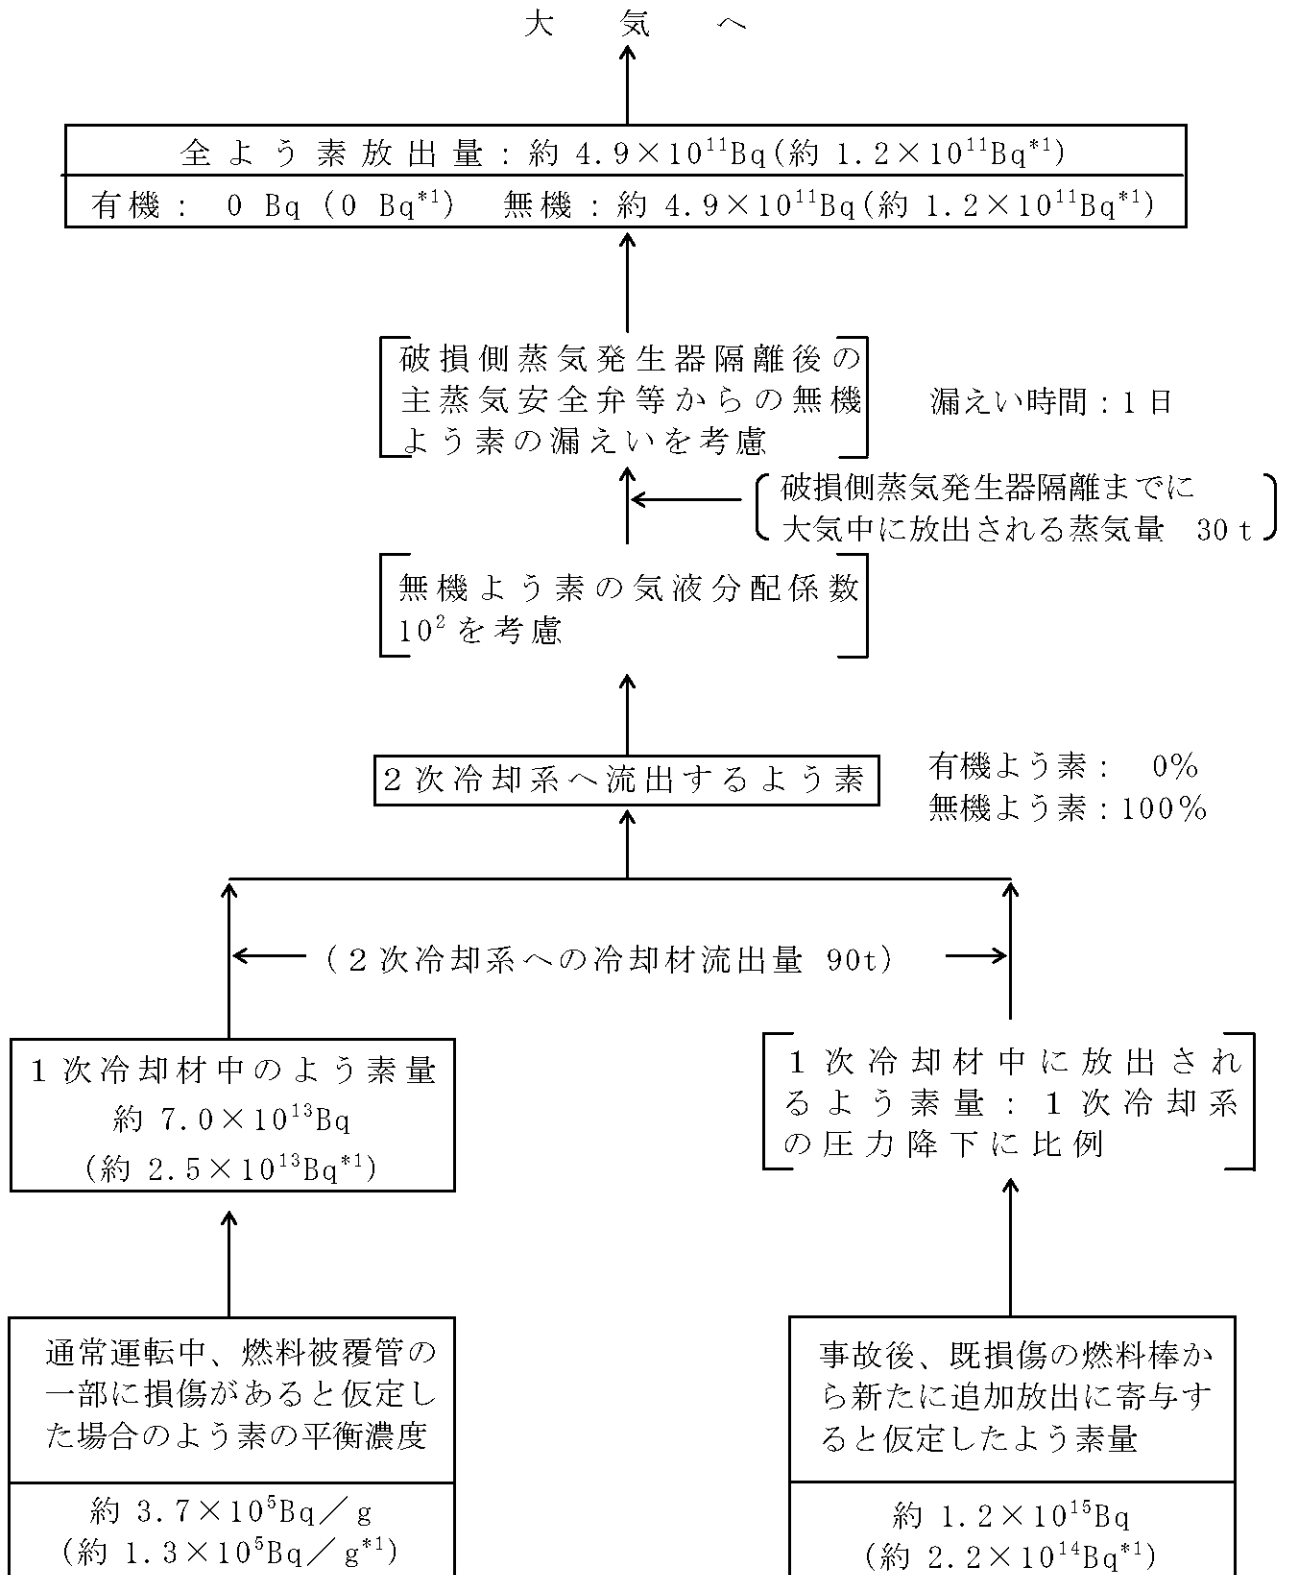 大気へ
全よう素放出量：約 4.9×10¹¹Bq(約 1.2×10¹¹Bq*¹)
有機： 0 Bq (0 Bq*¹) 無機：約 4.9×10¹¹Bq(約 1.2×10¹¹Bq*¹)
破損側蒸気発生器隔離後の
主蒸気安全弁等からの無機
よう素の漏えいを考慮
漏えい時間：1日
破損側蒸気発生器隔離までに
大気中に放出される蒸気量 30t
無機よう素の気液分配係数
10²を考慮
2次冷却系へ流出するよう素
有機よう素： 0%
無機よう素：100%
(2次冷却系への冷却材流出量 90t)
1次冷却材中のよう素量
約 7.0×10¹³Bq
(約 2.5×10¹³Bq*¹)
1次冷却材中に放出され
るよう素量：1次冷却系
の圧力降下に比例
通常運転中、燃料被覆管の
一部に損傷があると仮定し
た場合のよう素の平衡濃度
約 3.7×10⁵Bq／g
(約 1.3×10⁵Bq／g*¹)
事故後、既損傷の燃料棒か
ら新たに追加放出に寄与す
ると仮定したよう素量
約 1.2×10¹⁵Bq
(約 2.2×10¹⁴Bq*¹)